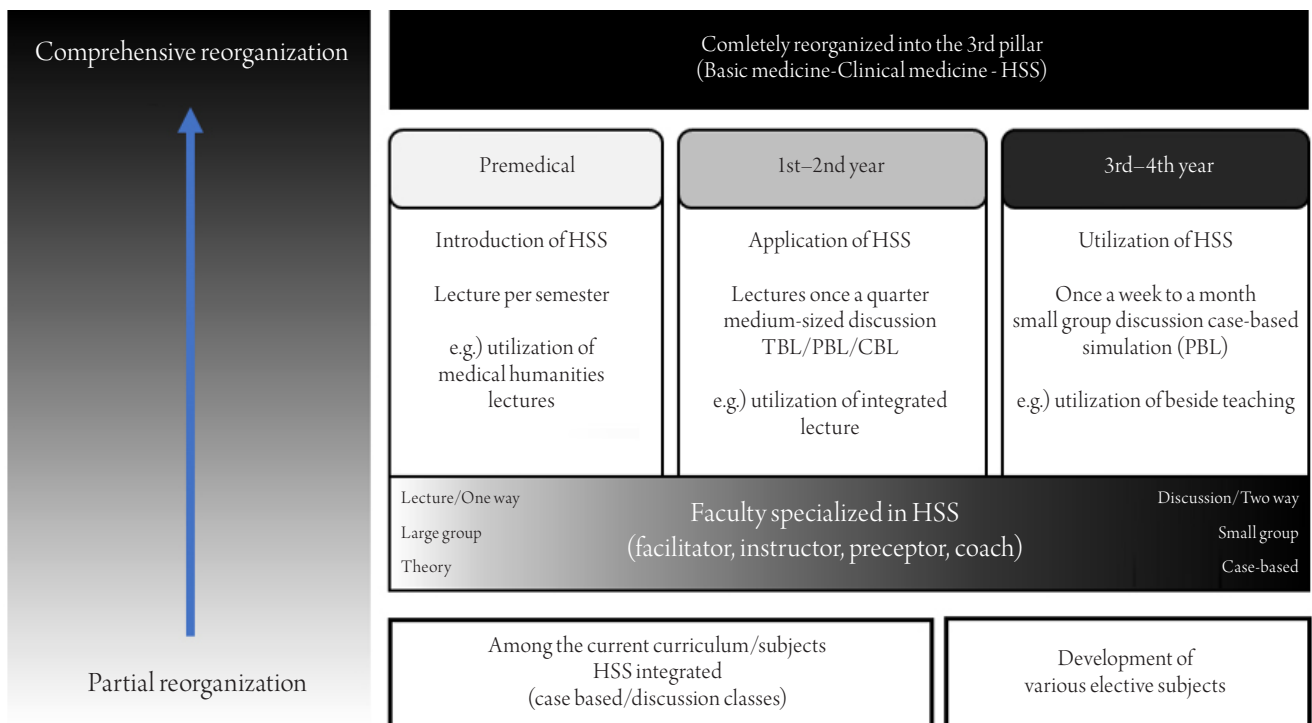 Comprehensive reorganization
Partial reorganization
Comletely reorganized into the 3rd pillar
(Basic medicine-Clinical medicine - HSS)
Premedical
Introduction of HSS
Lecture per semester
e.g.) utilization of
medical humanities
lectures
1st–2nd year
Application of HSS
Lectures once a quarter
medium-sized discussion
TBL/PBL/CBL
e.g.) utilization of integrated
lecture
3rd–4th year
Utilization of HSS
Once a week to a month
small group discussion case-based
simulation (PBL)
e.g.) utilization of beside teaching
Lecture/One way
Large group
Theory
Faculty specialized in HSS
(facilitator, instructor, preceptor, coach)
Discussion/Two way
Small group
Case-based
Among the current curriculum/subjects
HSS integrated
(case based/discussion classes)
Development of
various elective subjects